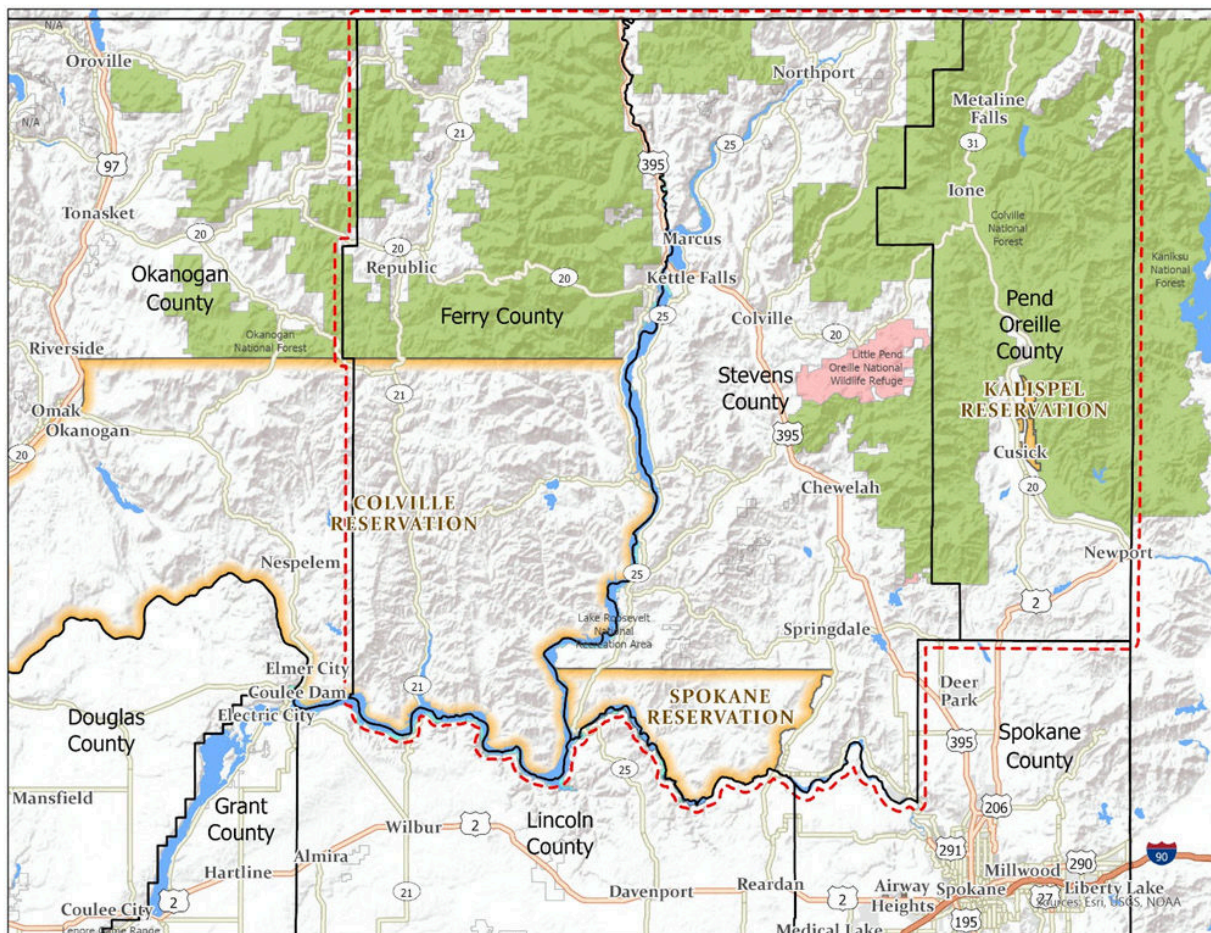 N/A
Oroville
Northport
Metaline
Falls
21
25
31
97
395
N/A
Ione
Tonasket
20
Colville
National
Forest
Marcus
20
Republic
Kaniksu
National
Forest
Okanogan
County
20
Kettle Falls
Pend
Oreille
County
Ferry County
25
Colville
20
Okanogan
National Forest
Riverside
Little Pend
Oreille National
Wildlife Refuge
Stevens
County
KALISPEL
RESERVATION
21
Omak
Okanogan
395
20
Cusick
Chewelah
20
COLVILLE
RESERVATION
Newport
Nespelem
25
2
Lake Roosevelt
National
Recreation Area
Springdale
Elmer City
Coulee Dam
21
Electric City
SPOKANE
RESERVATION
Deer
Park
Douglas
County
395
Spokane
County
25
Mansfield
Grant
County
206
Wilbur
2
Lincoln
County
Almira
Hartline
291
Millwood
290
90
21
Davenport
Reardan
2
Airway
Heights
Spokane
27
Liberty Lake
Sources: Esri, USGS, NOAA
Coulee City
2
195
Medical Lake
Lenore Game Range